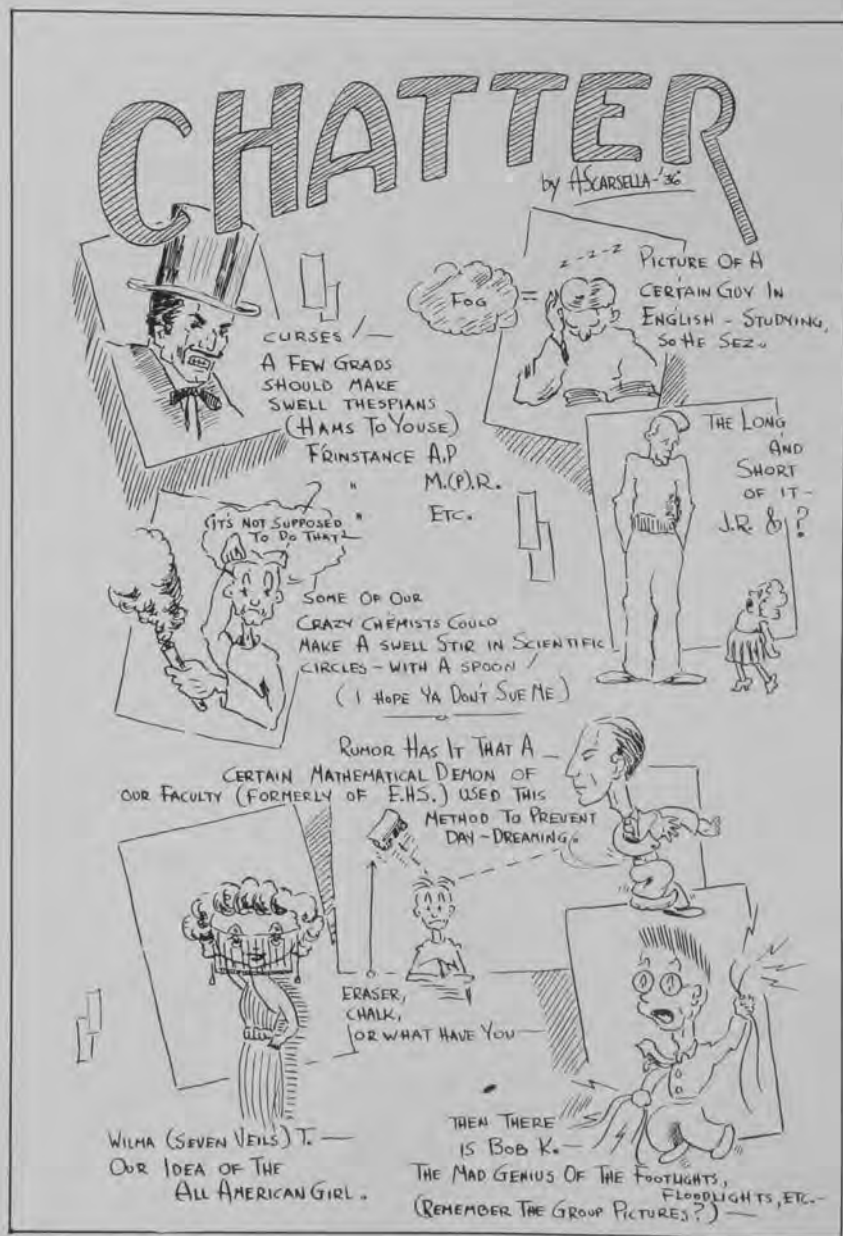 CHATTER
by A SCARSELLA-'36
CURSES!—
A FEW GRADS
SHOULD MAKE
SWELL THESPIANS
(HAMS TO YOUSE)
F'RINSTANCE A.P
" M.(P).R.
" ETC.
Z-Z-Z
FOG =
PICTURE OF A
CERTAIN GUY IN
ENGLISH - STUDYING,
SO HE SEZ.
THE LONG
AND
SHORT
OF IT-
J.R. & ?
IT'S NOT SUPPOSED
TO DO THAT
SOME OF OUR
CRAZY CHEMISTS COULD
MAKE A SWELL STIR IN SCIENTIFIC
CIRCLES - WITH A SPOON!
(I HOPE YA DON'T SUE ME)
RUMOR HAS IT THAT A
CERTAIN MATHEMATICAL DEMON OF
OUR FACULTY (FORMERLY OF E.H.S.) USED THIS
METHOD TO PREVENT
DAY-DREAMING.
ERASER,
CHALK,
OR WHAT HAVE YOU—
WILMA (SEVEN VEILS) T. —
OUR IDEA OF THE
ALL AMERICAN GIRL.
THEN THERE
IS BOB K.—
THE MAD GENIUS OF THE FOOTLIGHTS,
FLOODLIGHTS, ETC.-
(REMEMBER THE GROUP PICTURES?)—